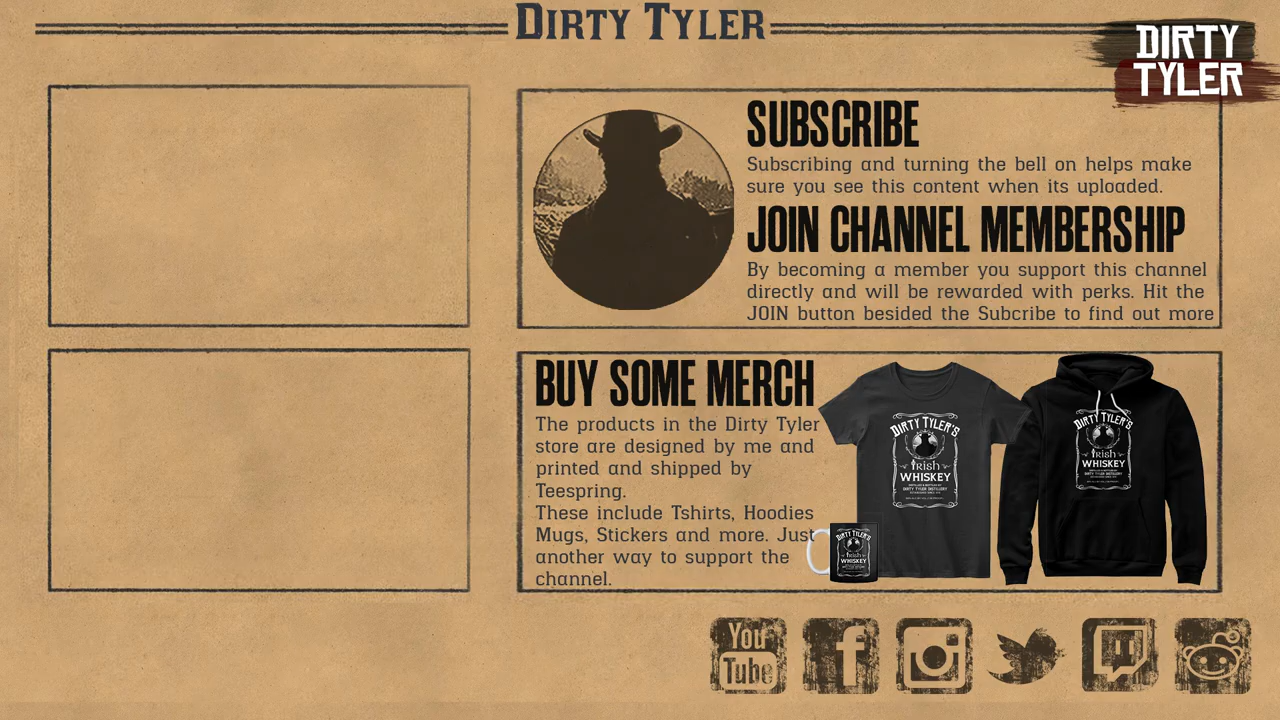 Dirty Tyler
DIRTY
TYLER
SUBSCRIBE
Subscribing and turning the bell on helps make
sure you see this content when its uploaded.
JOIN CHANNEL MEMBERSHIP
By becoming a member you support this channel
directly and will be rewarded with perks. Hit the
JOIN button besided the Subcribe to find out more
BUY SOME MERCH
The products in the Dirty Tyler
store are designed by me and
printed and shipped by
Teespring.
These include Tshirts, Hoodies
Mugs, Stickers and more. Just
another way to support the
channel.
DIRTY TYLER'S
Irish
WHISKEY
DIRTY TYLER'S
Irish
WHISKEY
DIRTY TYLER'S
Irish
WHISKEY
You
Tube
f